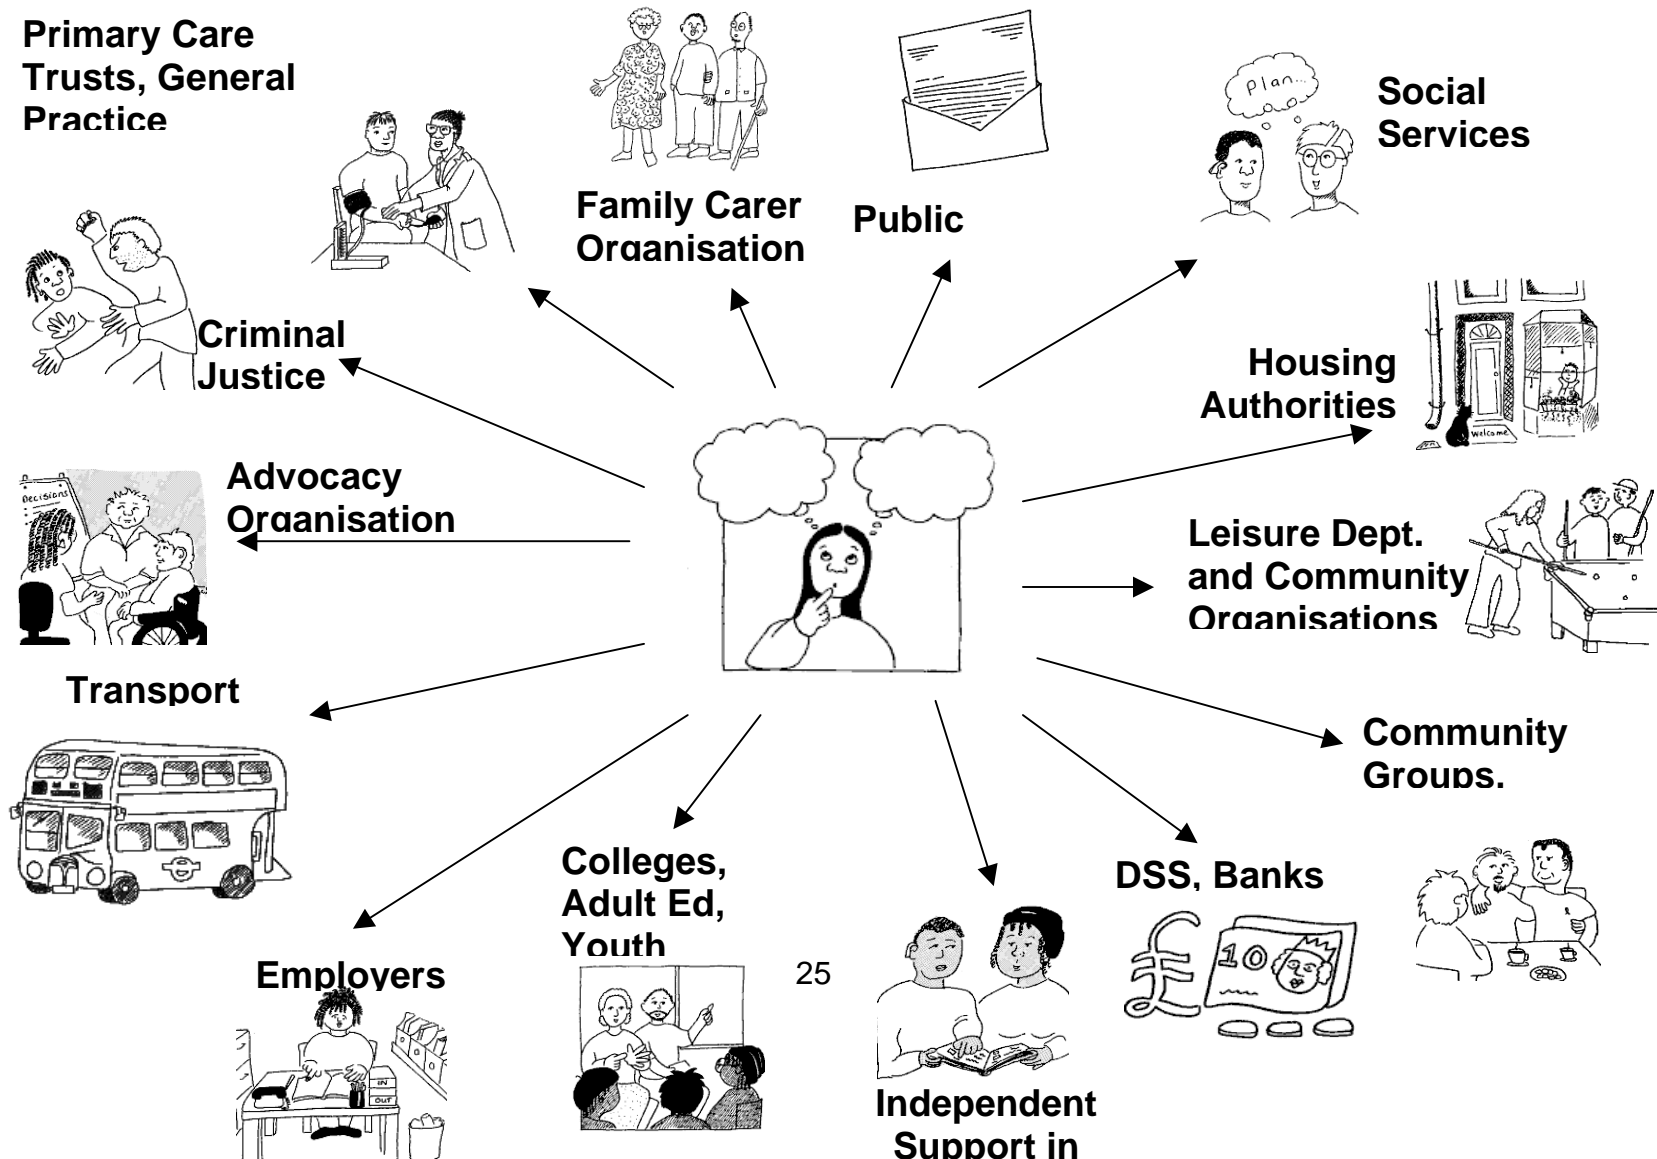 Primary Care
Trusts, General
Practice
Family Carer
Organisation
Public
Plan...
Social
Services
Criminal
Justice
Housing
Authorities
Welcome
Advocacy
Organisation
Decisions
Leisure Dept.
and Community
Organisations
Transport
Community
Groups,
Colleges,
Adult Ed,
Youth
DSS, Banks
10
£
Employers
IN
OUT
25
Independent
Support in